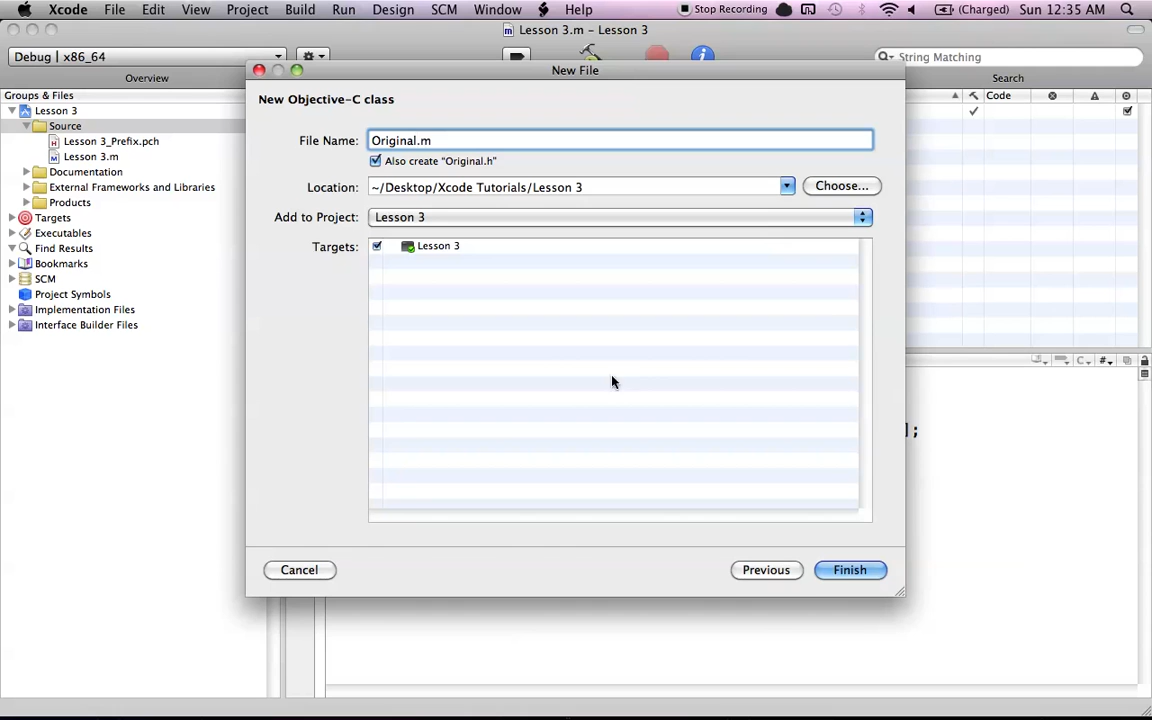 Xcode File Edit View Project Build Run Design SCM Window Help Stop Recording (Charged) Sun 12:35 AM
Lesson 3.m - Lesson 3
Debug | x86_64
String Matching
Overview
Search
New File
Groups & Files
Code
New Objective-C class
Lesson 3
Source
Lesson 3_Prefix.pch
Lesson 3.m
Documentation
External Frameworks and Libraries
Products
Targets
Executables
Find Results
Bookmarks
SCM
Project Symbols
Implementation Files
Interface Builder Files
File Name: Original.m
Also create "Original.h"
Location: ~/Desktop/Xcode Tutorials/Lesson 3 Choose...
Add to Project: Lesson 3
Targets: Lesson 3
C #
];
Cancel Previous Finish